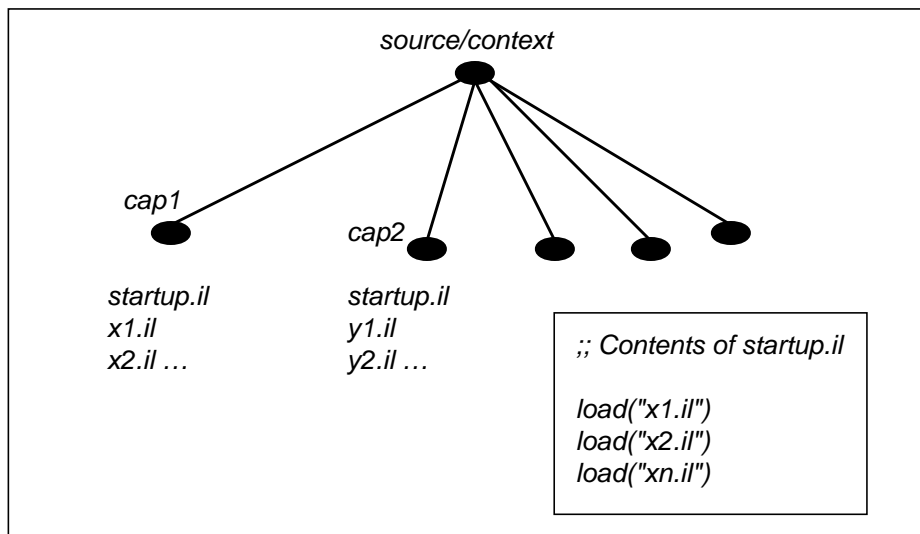 source/context
cap1
cap2
startup.il
x1.il
x2.il …
startup.il
y1.il
y2.il …
;; Contents of startup.il
load("x1.il")
load("x2.il")
load("xn.il")